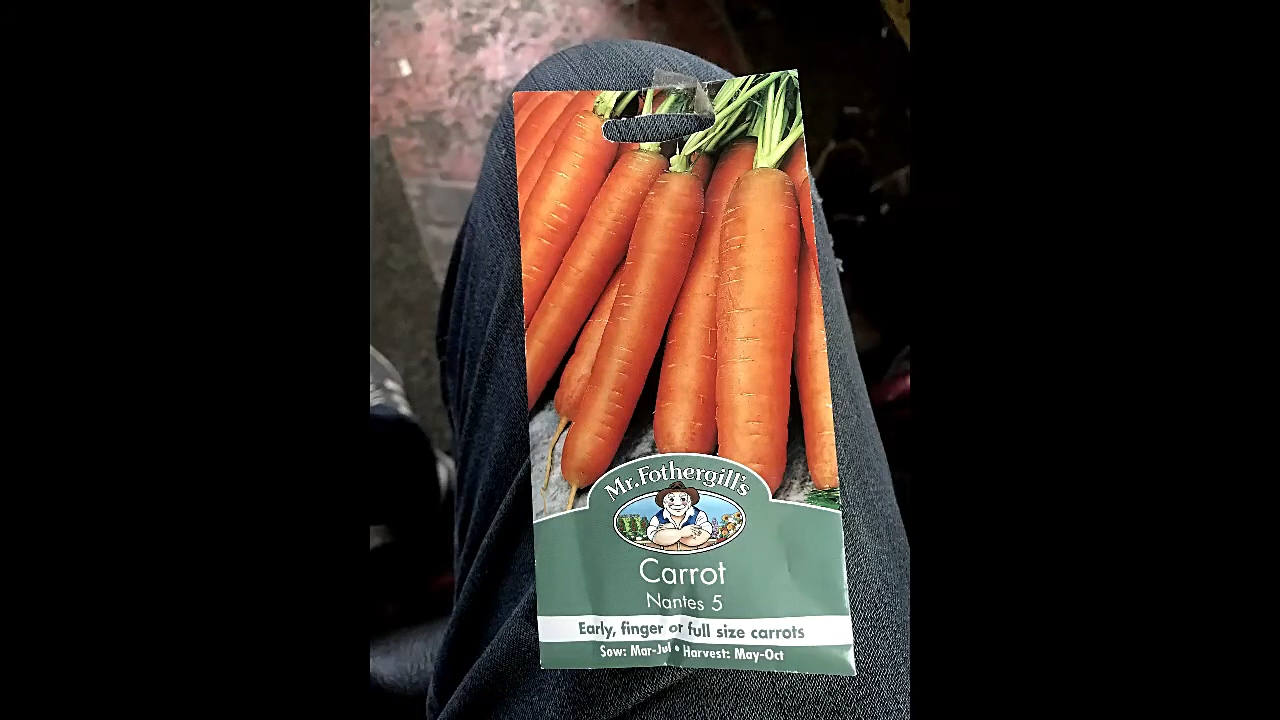 Mr. Fothergill's
Carrot
Nantes 5
Early, finger or full size carrots
Sow: Mar-Jul • Harvest: May-Oct